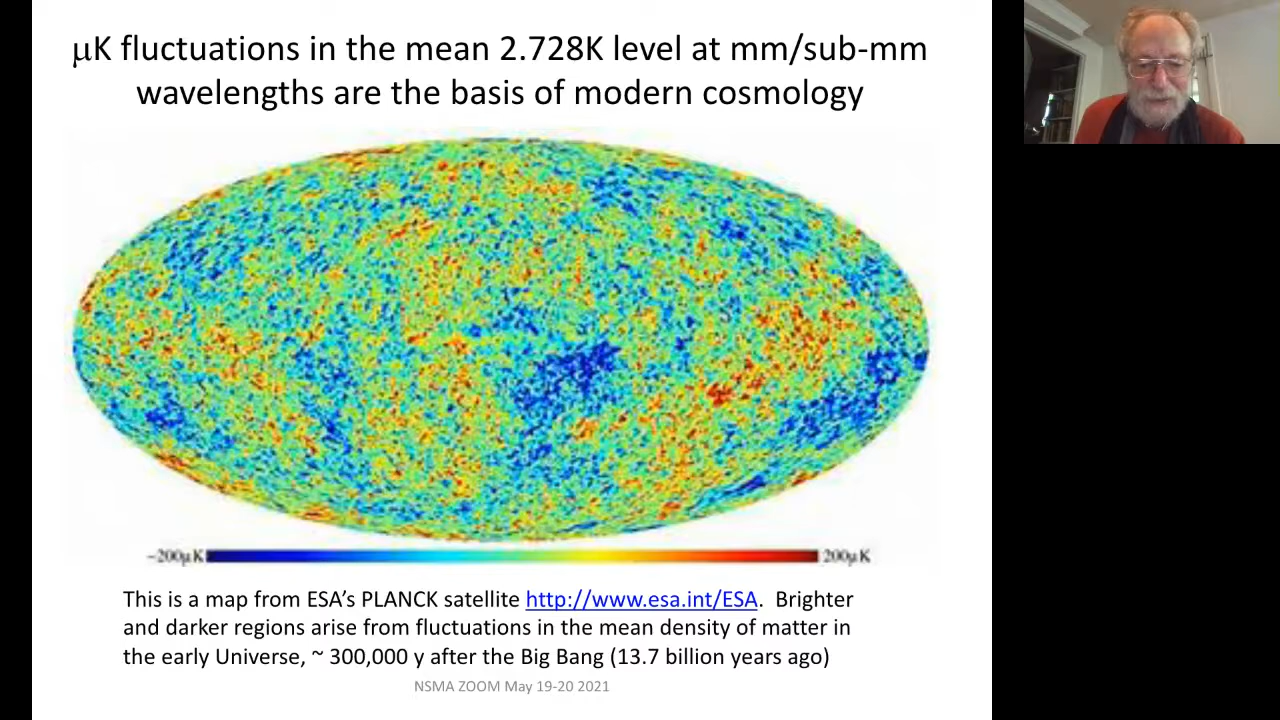 μK fluctuations in the mean 2.728K level at mm/sub-mm
wavelengths are the basis of modern cosmology
−200μK 200μK
This is a map from ESA’s PLANCK satellite http://www.esa.int/ESA. Brighter
and darker regions arise from fluctuations in the mean density of matter in
the early Universe, ~ 300,000 y after the Big Bang (13.7 billion years ago)
NSMA ZOOM May 19-20 2021